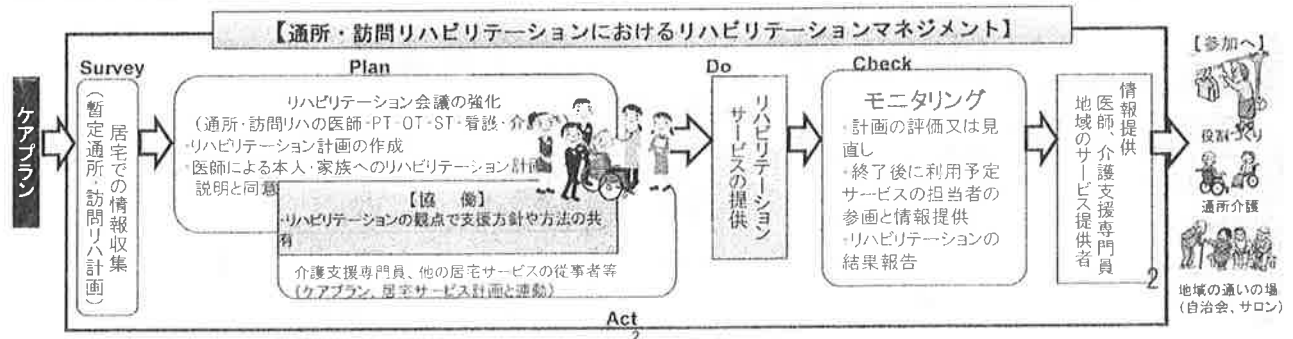 【通所・訪問リハビリテーションにおけるリハビリテーションマネジメント】
ケアプラン
Survey
居宅での情報収集
(暫定通所・訪問リハ計画)
Plan
リハビリテーション会議の強化
(通所・訪問リハの医師・PT・OT・ST・看護・介
・リハビリテーション計画の作成
・医師による本人・家族へのリハビリテーション計画
説明と同意
【協 働】
・リハビリテーションの観点で支援方針や方法の共
有
介護支援専門員、他の居宅サービスの従事者等
(ケアプラン、居宅サービス計画と連動)
Do
リハビリテーション
サービスの提供
Check
モニタリング
・計画の評価又は見
直し
・終了後に利用予定
サービスの担当者の
参画と情報提供
・リハビリテーションの
結果報告
情報提供
医師、介護支援専門員
地域のサービス提供者
2
Act
2
【参加へ】
役割づくり
通所介護
地域の通いの場
(自治会、サロン)